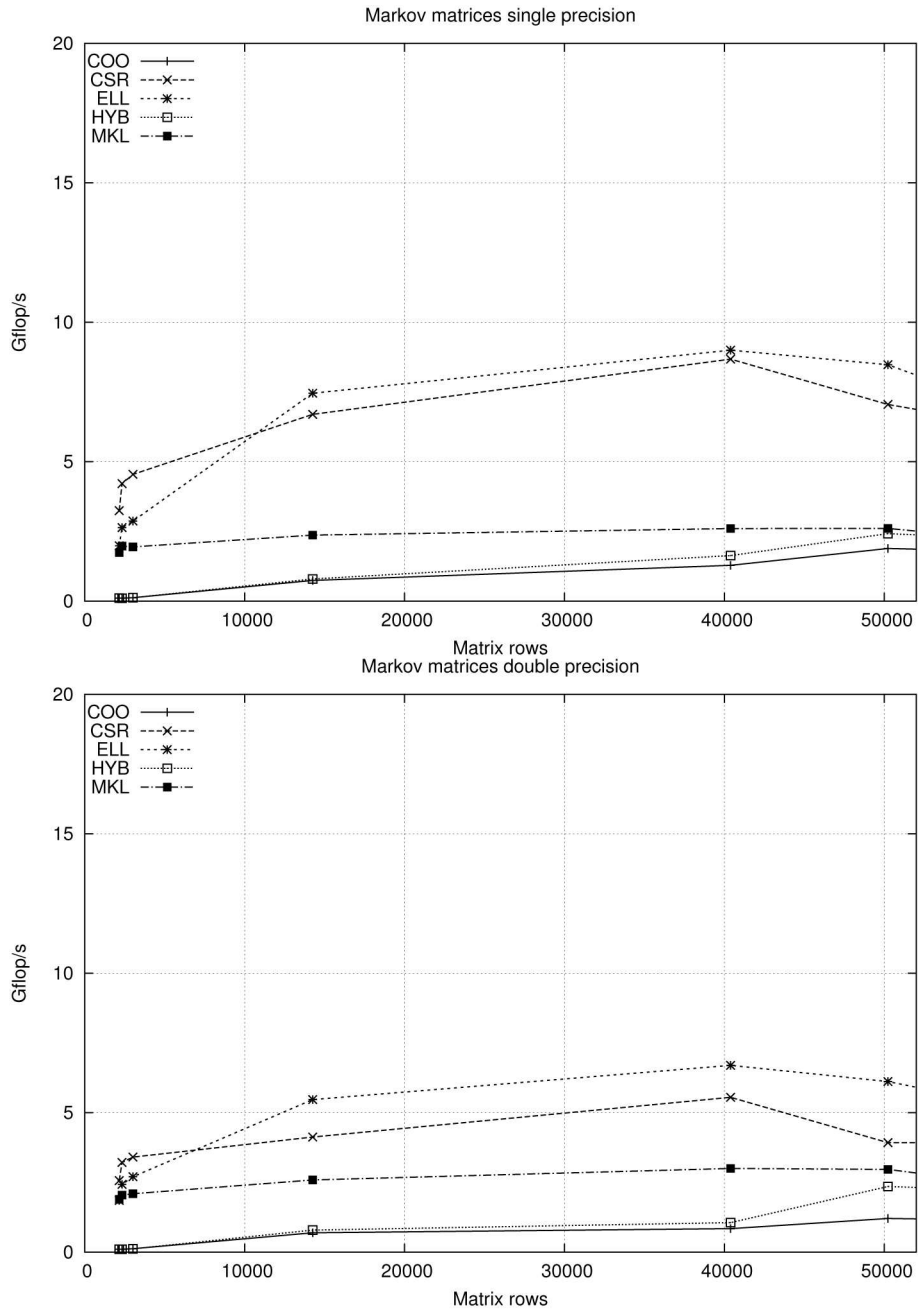 Markov matrices single precision
20
COO
CSR
ELL
HYB
MKL
15
10
5
0
Gflop/s
0 10000 20000 30000 40000 50000
Matrix rows
Markov matrices double precision
20
COO
CSR
ELL
HYB
MKL
15
10
5
0
Gflop/s
0 10000 20000 30000 40000 50000
Matrix rows